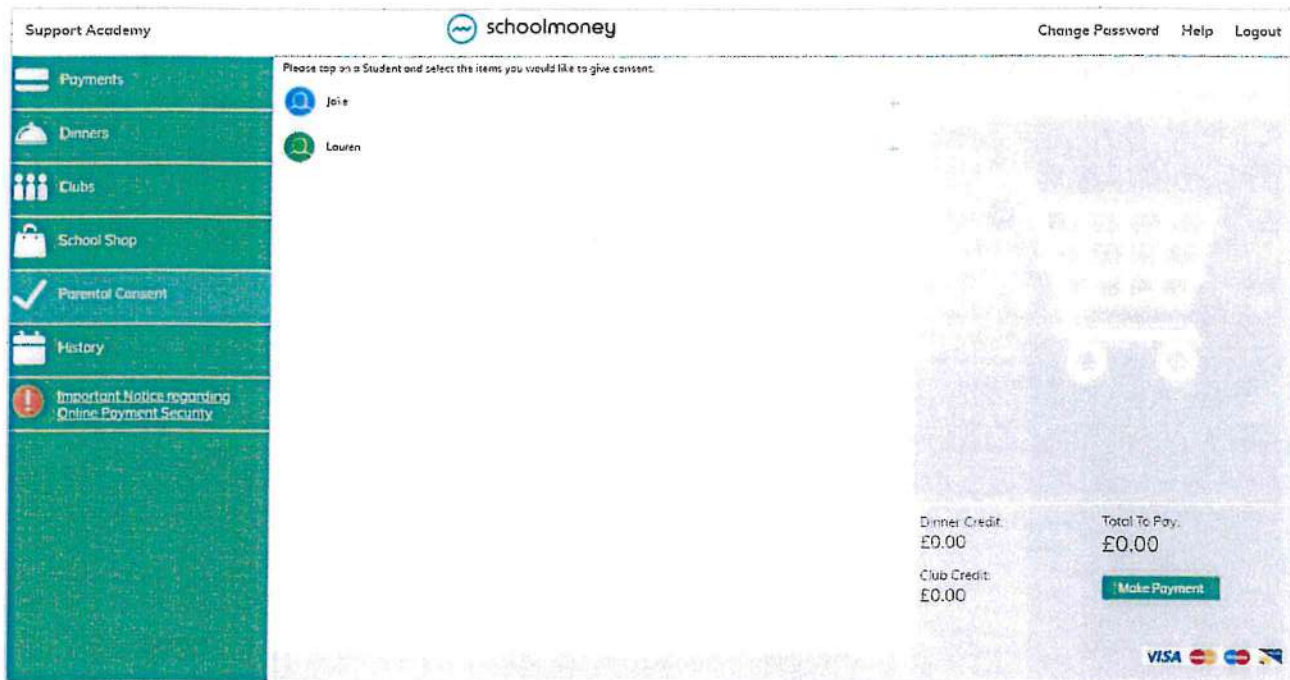 Support Academy
schoolmoney
Change Password Help Logout
Payments
Dinners
Clubs
School Shop
Parental Consent
History
Important Notice regarding
Online Payment Security
Please tap on a Student and select the items you would like to give consent.
Jake
Lauren
Dinner Credit:
£0.00
Total To Pay:
£0.00
Club Credit:
£0.00
Make Payment
VISA